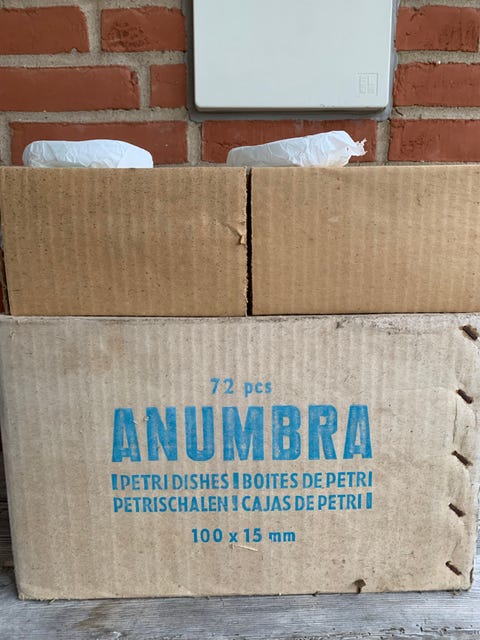 72 pcs
ANUMBRA
PETRI DISHES BOITES DE PETRI
PETRISCHALEN CAJAS DE PETRI
100 x 15 mm